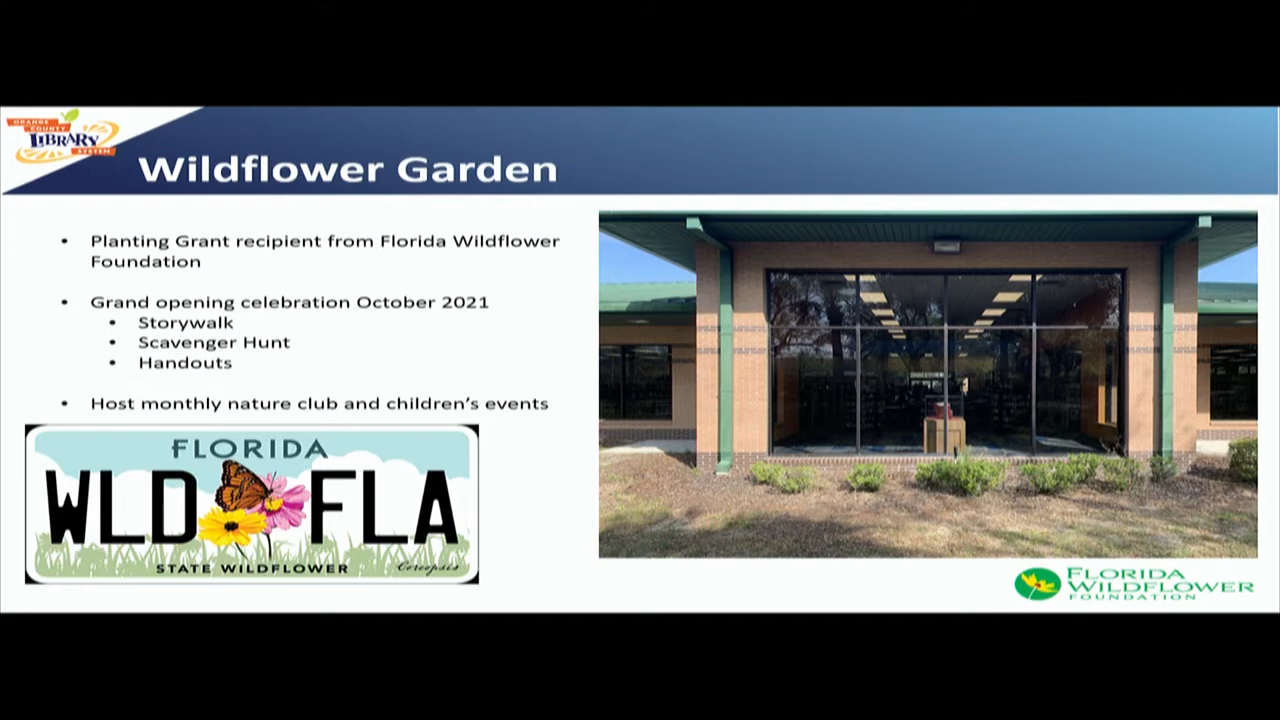 ORANGE
COUNTY
LIBRARY
SYSTEM
Wildflower Garden
• Planting Grant recipient from Florida Wildflower
Foundation
• Grand opening celebration October 2021
• Storywalk
• Scavenger Hunt
• Handouts
• Host monthly nature club and children's events
FLORIDA
WLD FLA
STATE WILDFLOWER Coreopsis
FLORIDA
WILDFLOWER
FOUNDATION